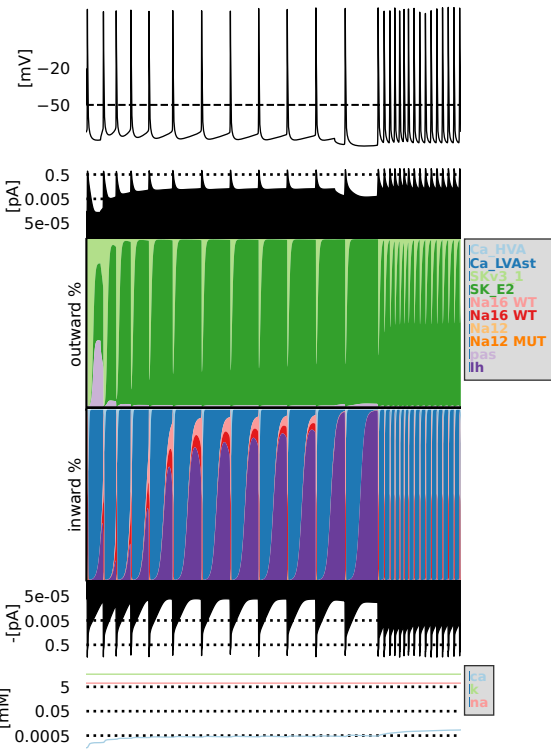 [mV]
−20
−50
[pA]
0.5
0.005
5e-05
outward %
Ca_HVA
Ca_LVAst
SKv3_1
SK_E2
Na16 WT
Na16 WT
Na12
Na12 MUT
pas
Ih
inward %
-[pA]
5e-05
0.005
0.5
[mM]
5
0.05
0.0005
ca
k
na